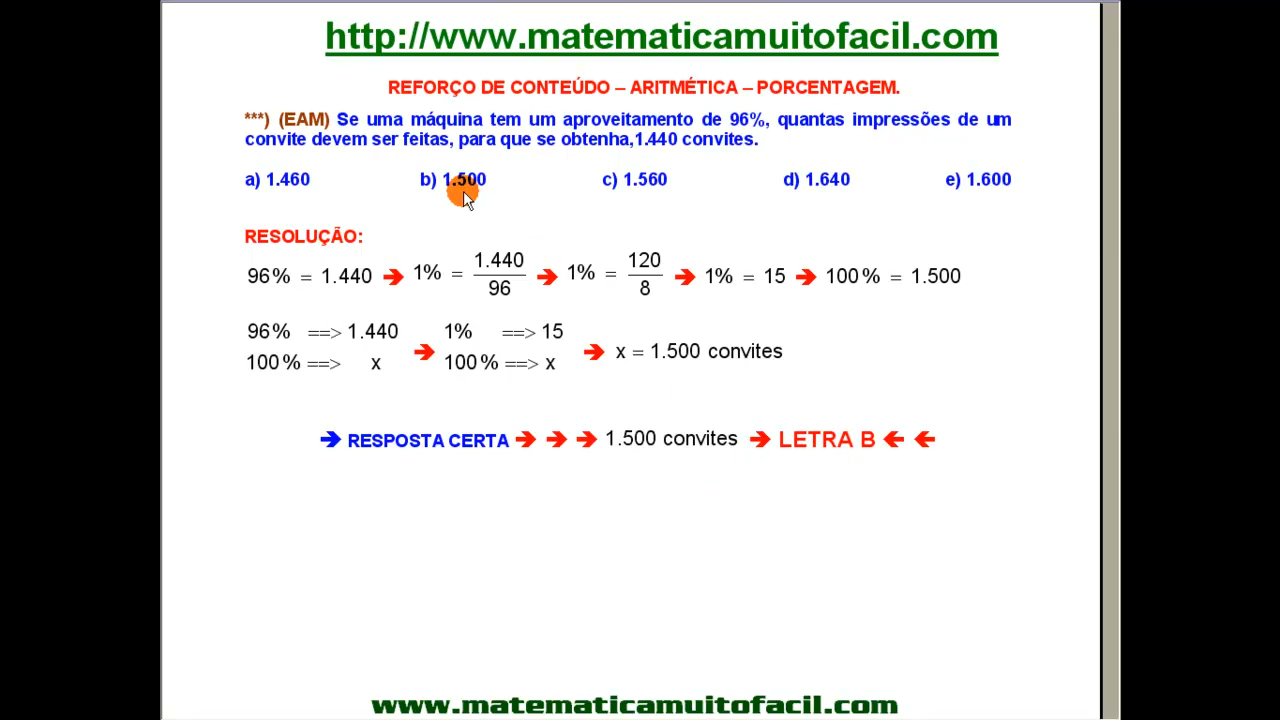 http://www.matematicamuitofacil.com
REFORÇO DE CONTEÚDO – ARITMÉTICA – PORCENTAGEM.
***) (EAM) Se uma máquina tem um aproveitamento de 96%, quantas impressões de um
convite devem ser feitas, para que se obtenha,1.440 convites.
a) 1.460 b) 1.500 c) 1.560 d) 1.640 e) 1.600
RESOLUÇÃO:
96% = 1.440 ➔ 1% = 1.440/96 ➔ 1% = 120/8 ➔ 1% = 15 ➔ 100% = 1.500
96% ==> 1.440 1% ==> 15
100% ==> x ➔ 100% ==> x ➔ x = 1.500 convites
➔ RESPOSTA CERTA ➔ ➔ ➔ 1.500 convites ➔ LETRA B 🡸 🡸
www.matematicamuitofacil.com